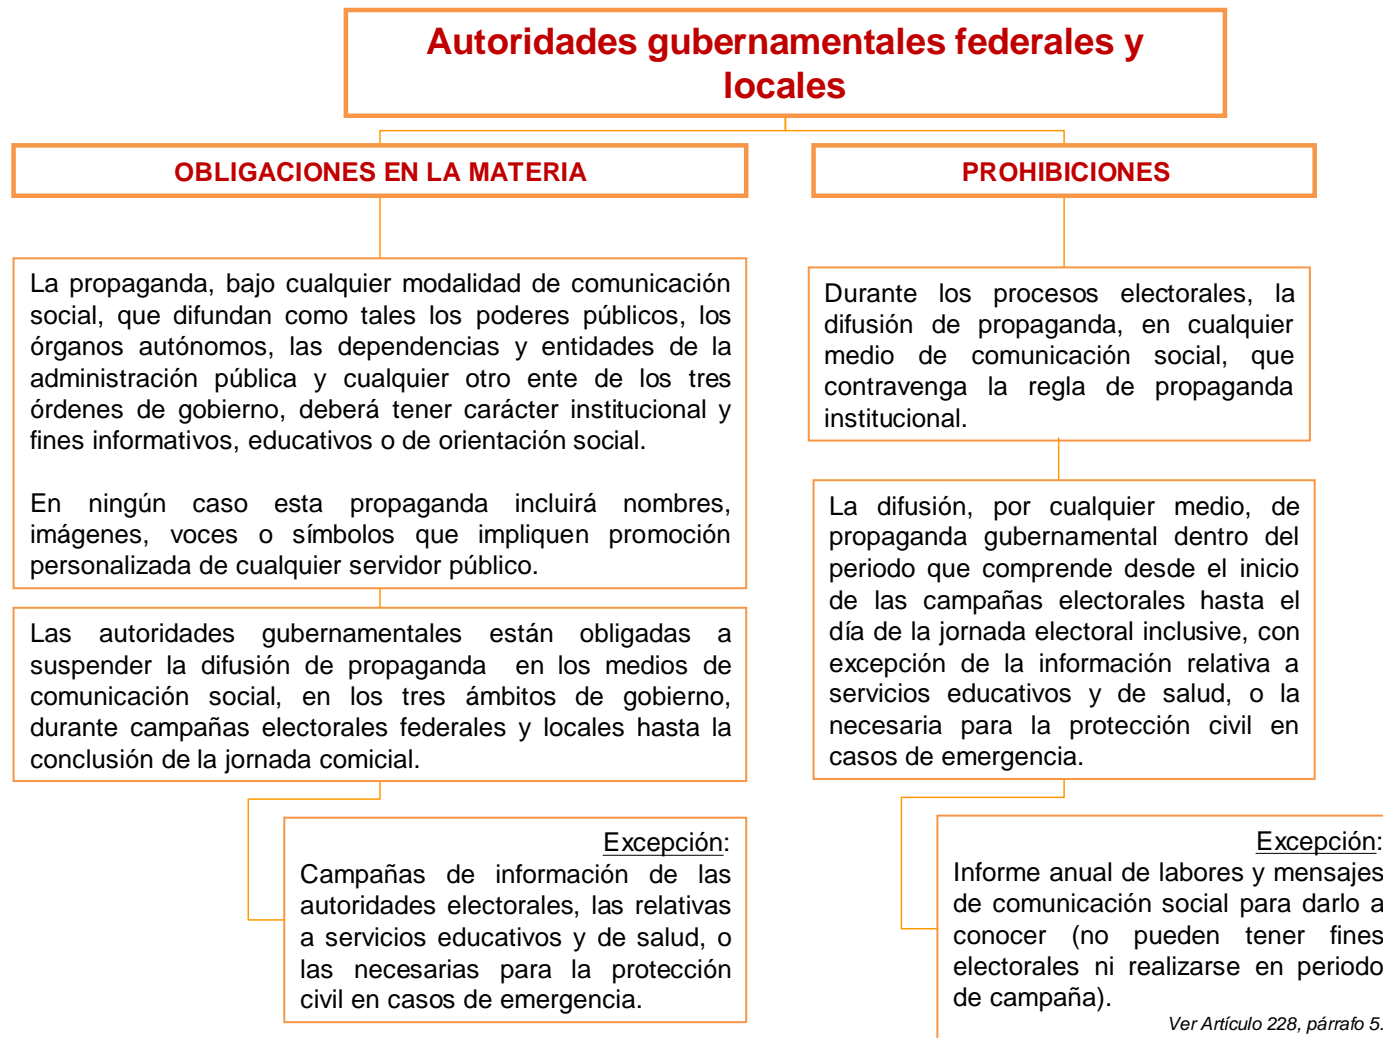 Autoridades gubernamentales federales y
locales
OBLIGACIONES EN LA MATERIA
La propaganda, bajo cualquier modalidad de comunicación
social, que difundan como tales los poderes públicos, los
órganos autónomos, las dependencias y entidades de la
administración pública y cualquier otro ente de los tres
órdenes de gobierno, deberá tener carácter institucional y
fines informativos, educativos o de orientación social.
En ningún caso esta propaganda incluirá nombres,
imágenes, voces o símbolos que impliquen promoción
personalizada de cualquier servidor público.
Las autoridades gubernamentales están obligadas a
suspender la difusión de propaganda en los medios de
comunicación social, en los tres ámbitos de gobierno,
durante campañas electorales federales y locales hasta la
conclusión de la jornada comicial.
Excepción:
Campañas de información de las
autoridades electorales, las relativas
a servicios educativos y de salud, o
las necesarias para la protección
civil en casos de emergencia.
PROHIBICIONES
Durante los procesos electorales, la
difusión de propaganda, en cualquier
medio de comunicación social, que
contravenga la regla de propaganda
institucional.
La difusión, por cualquier medio, de
propaganda gubernamental dentro del
periodo que comprende desde el inicio
de las campañas electorales hasta el
día de la jornada electoral inclusive, con
excepción de la información relativa a
servicios educativos y de salud, o la
necesaria para la protección civil en
casos de emergencia.
Excepción:
Informe anual de labores y mensajes
de comunicación social para darlo a
conocer (no pueden tener fines
electorales ni realizarse en periodo
de campaña).
Ver Artículo 228, párrafo 5.